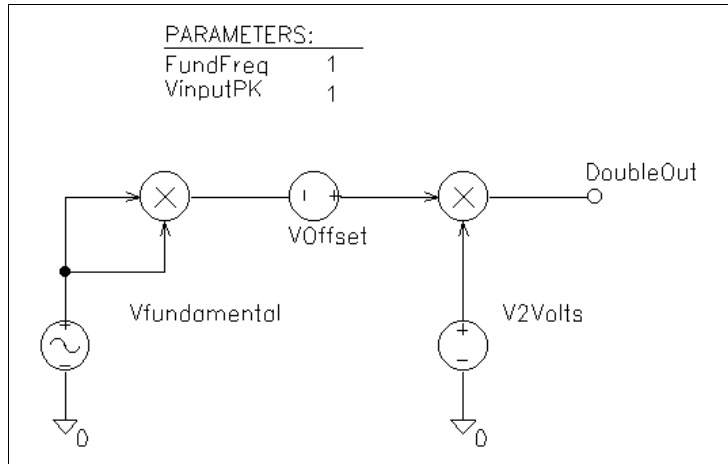 PARAMETERS:
FundFreq 1
VinputPK 1
DoubleOut
VOffset
Vfundamental
V2Volts
0
0